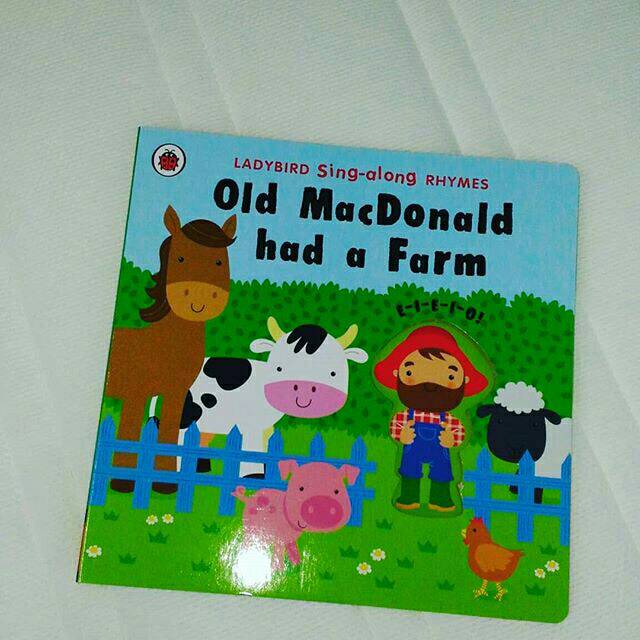 LADYBIRD Sing-along RHYMES
Old MacDonald
had a Farm
E-I-E-I-O!